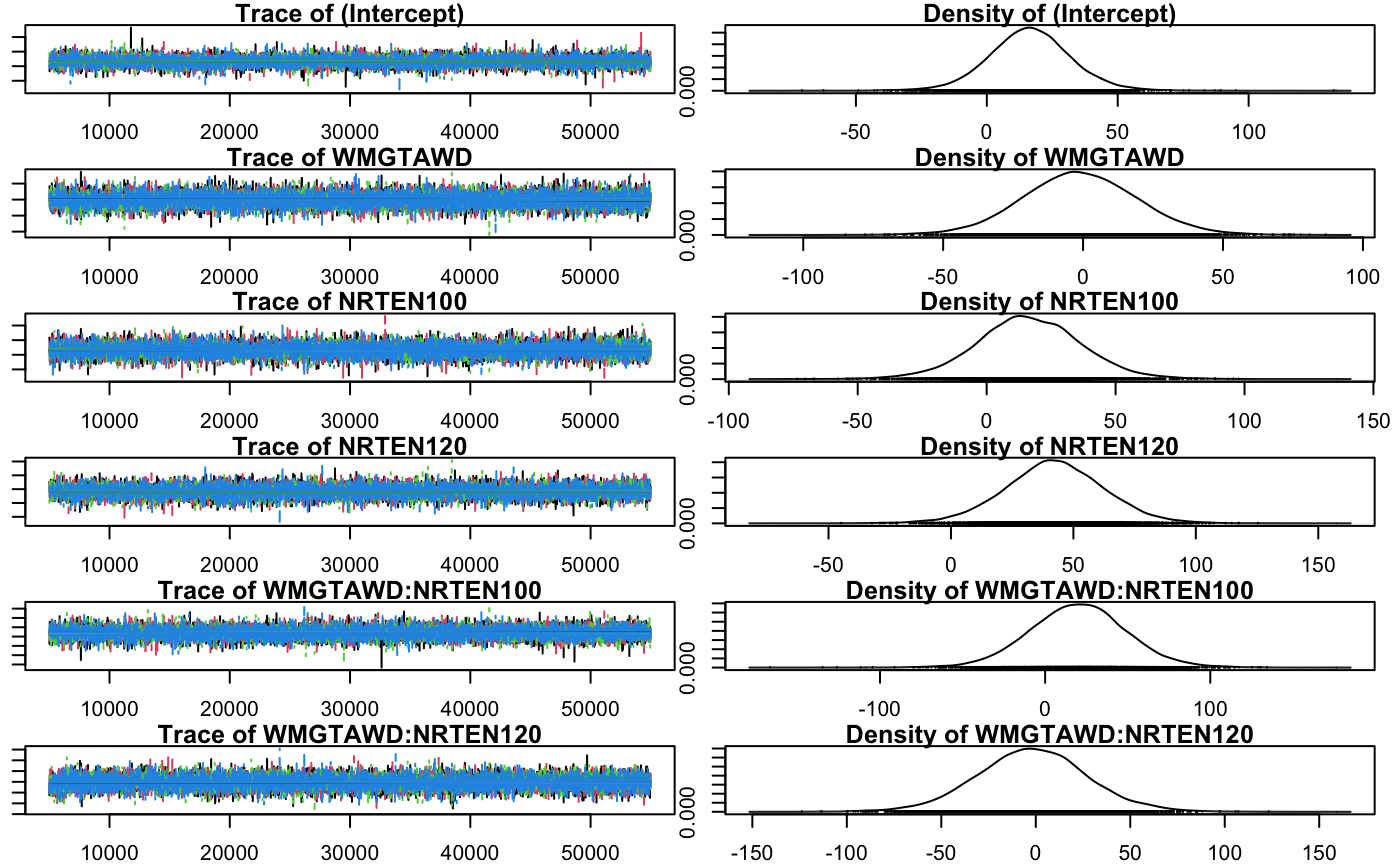 Trace of (Intercept) Density of (Intercept)
0.000
10000 20000 30000 40000 50000 -50 0 50 100
Trace of WMGTAWD Density of WMGTAWD
0.000
10000 20000 30000 40000 50000 -100 -50 0 50 100
Trace of NRTEN100 Density of NRTEN100
0.000
10000 20000 30000 40000 50000 -100 -50 0 50 100 150
Trace of NRTEN120 Density of NRTEN120
0.000
10000 20000 30000 40000 50000 -50 0 50 100 150
Trace of WMGTAWD:NRTEN100 Density of WMGTAWD:NRTEN100
0.000
10000 20000 30000 40000 50000 -100 0 100
Trace of WMGTAWD:NRTEN120 Density of WMGTAWD:NRTEN120
0.000
10000 20000 30000 40000 50000 -150 -100 -50 0 50 100 150